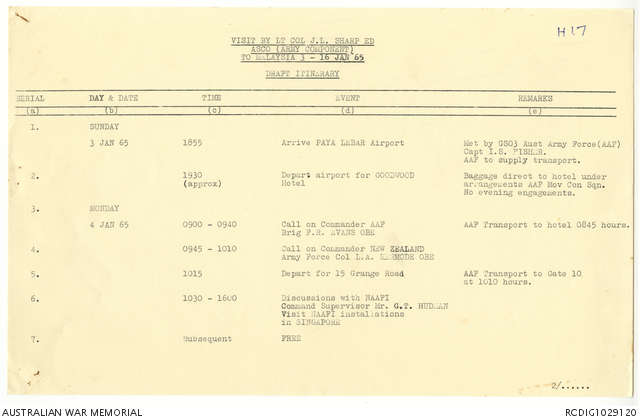 H17
VISIT BY LT COL J.L. SHARP ED
ASCO (ARMY COMPONENT)
TO MALAYSIA 3 - 16 JAN 65
DRAFT ITINERARY
SERIAL DAY & DATE TIME EVENT REMARKS
(a) (b) (c) (d) (e)
1. SUNDAY
3 JAN 65 1855 Arrive PAYA LEBAR Airport Met by GSO3 Aust Army Force(AAF)
Capt I.S. FISHER.
AAF to supply transport.
2. 1930 Depart airport for GOODWOOD Baggage direct to hotel under
(approx) Hotel arrangements AAF Mov Con Sqn.
No evening engagements.
3. MONDAY
4 JAN 65 0900 - 0940 Call on Commander AAF AAF Transport to hotel 0845 hours.
Brig F.R. EVANS OBE
4. 0945 - 1010 Call on Commander NEW ZEALAND
Army Force Col L.A. OBE
5. 1015 Depart for 15 Grange Road AAF Transport to Gate 10
at 1010 hours.
6. 1030 - 1600 Discussions with NAAFI
Command Supervisor Mr. G.T.
Visit NAAFI installations
in SINGAPORE
7. Subsequent FREE
2/......
AUSTRALIAN WAR MEMORIAL RCDIG1029120